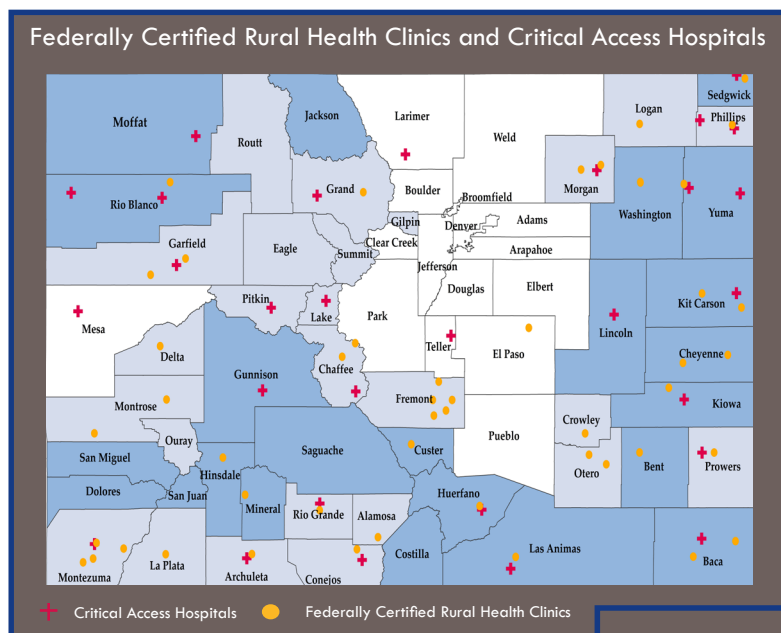 Federally Certified Rural Health Clinics and Critical Access Hospitals
Sedgwick
Larimer
Logan
Weld
Jackson
Moffat
Phillips
Routt
Boulder
Grand
Morgan
Broomfield
Rio Blanco
Washington
Yuma
Gilpin
Adams
Denver
Garfield
Clear Creek
Eagle
Summit
Arapahoe
Jefferson
Elbert
Douglas
Pitkin
Kit Carson
Park
Lincoln
Lake
Mesa
Teller
Delta
Cheyenne
El Paso
Chaffee
Gunnison
Fremont
Montrose
Crowley
Kiowa
Pueblo
Ouray
Saguache
Custer
San Miguel
Bent
Prowers
Otero
Hinsdale
Dolores
San Juan
Huerfano
Mineral
Rio Grande
Alamosa
Las Animas
Costilla
La Plata
Baca
Montezuma
Archuleta
Conejos
Critical Access Hospitals
Federally Certified Rural Health Clinics